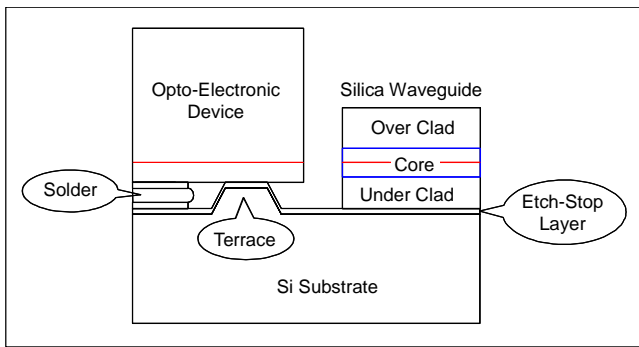 Opto-Electronic
Device
Silica Waveguide
Over Clad
Core
Under Clad
Solder
Terrace
Etch-Stop
Layer
Si Substrate